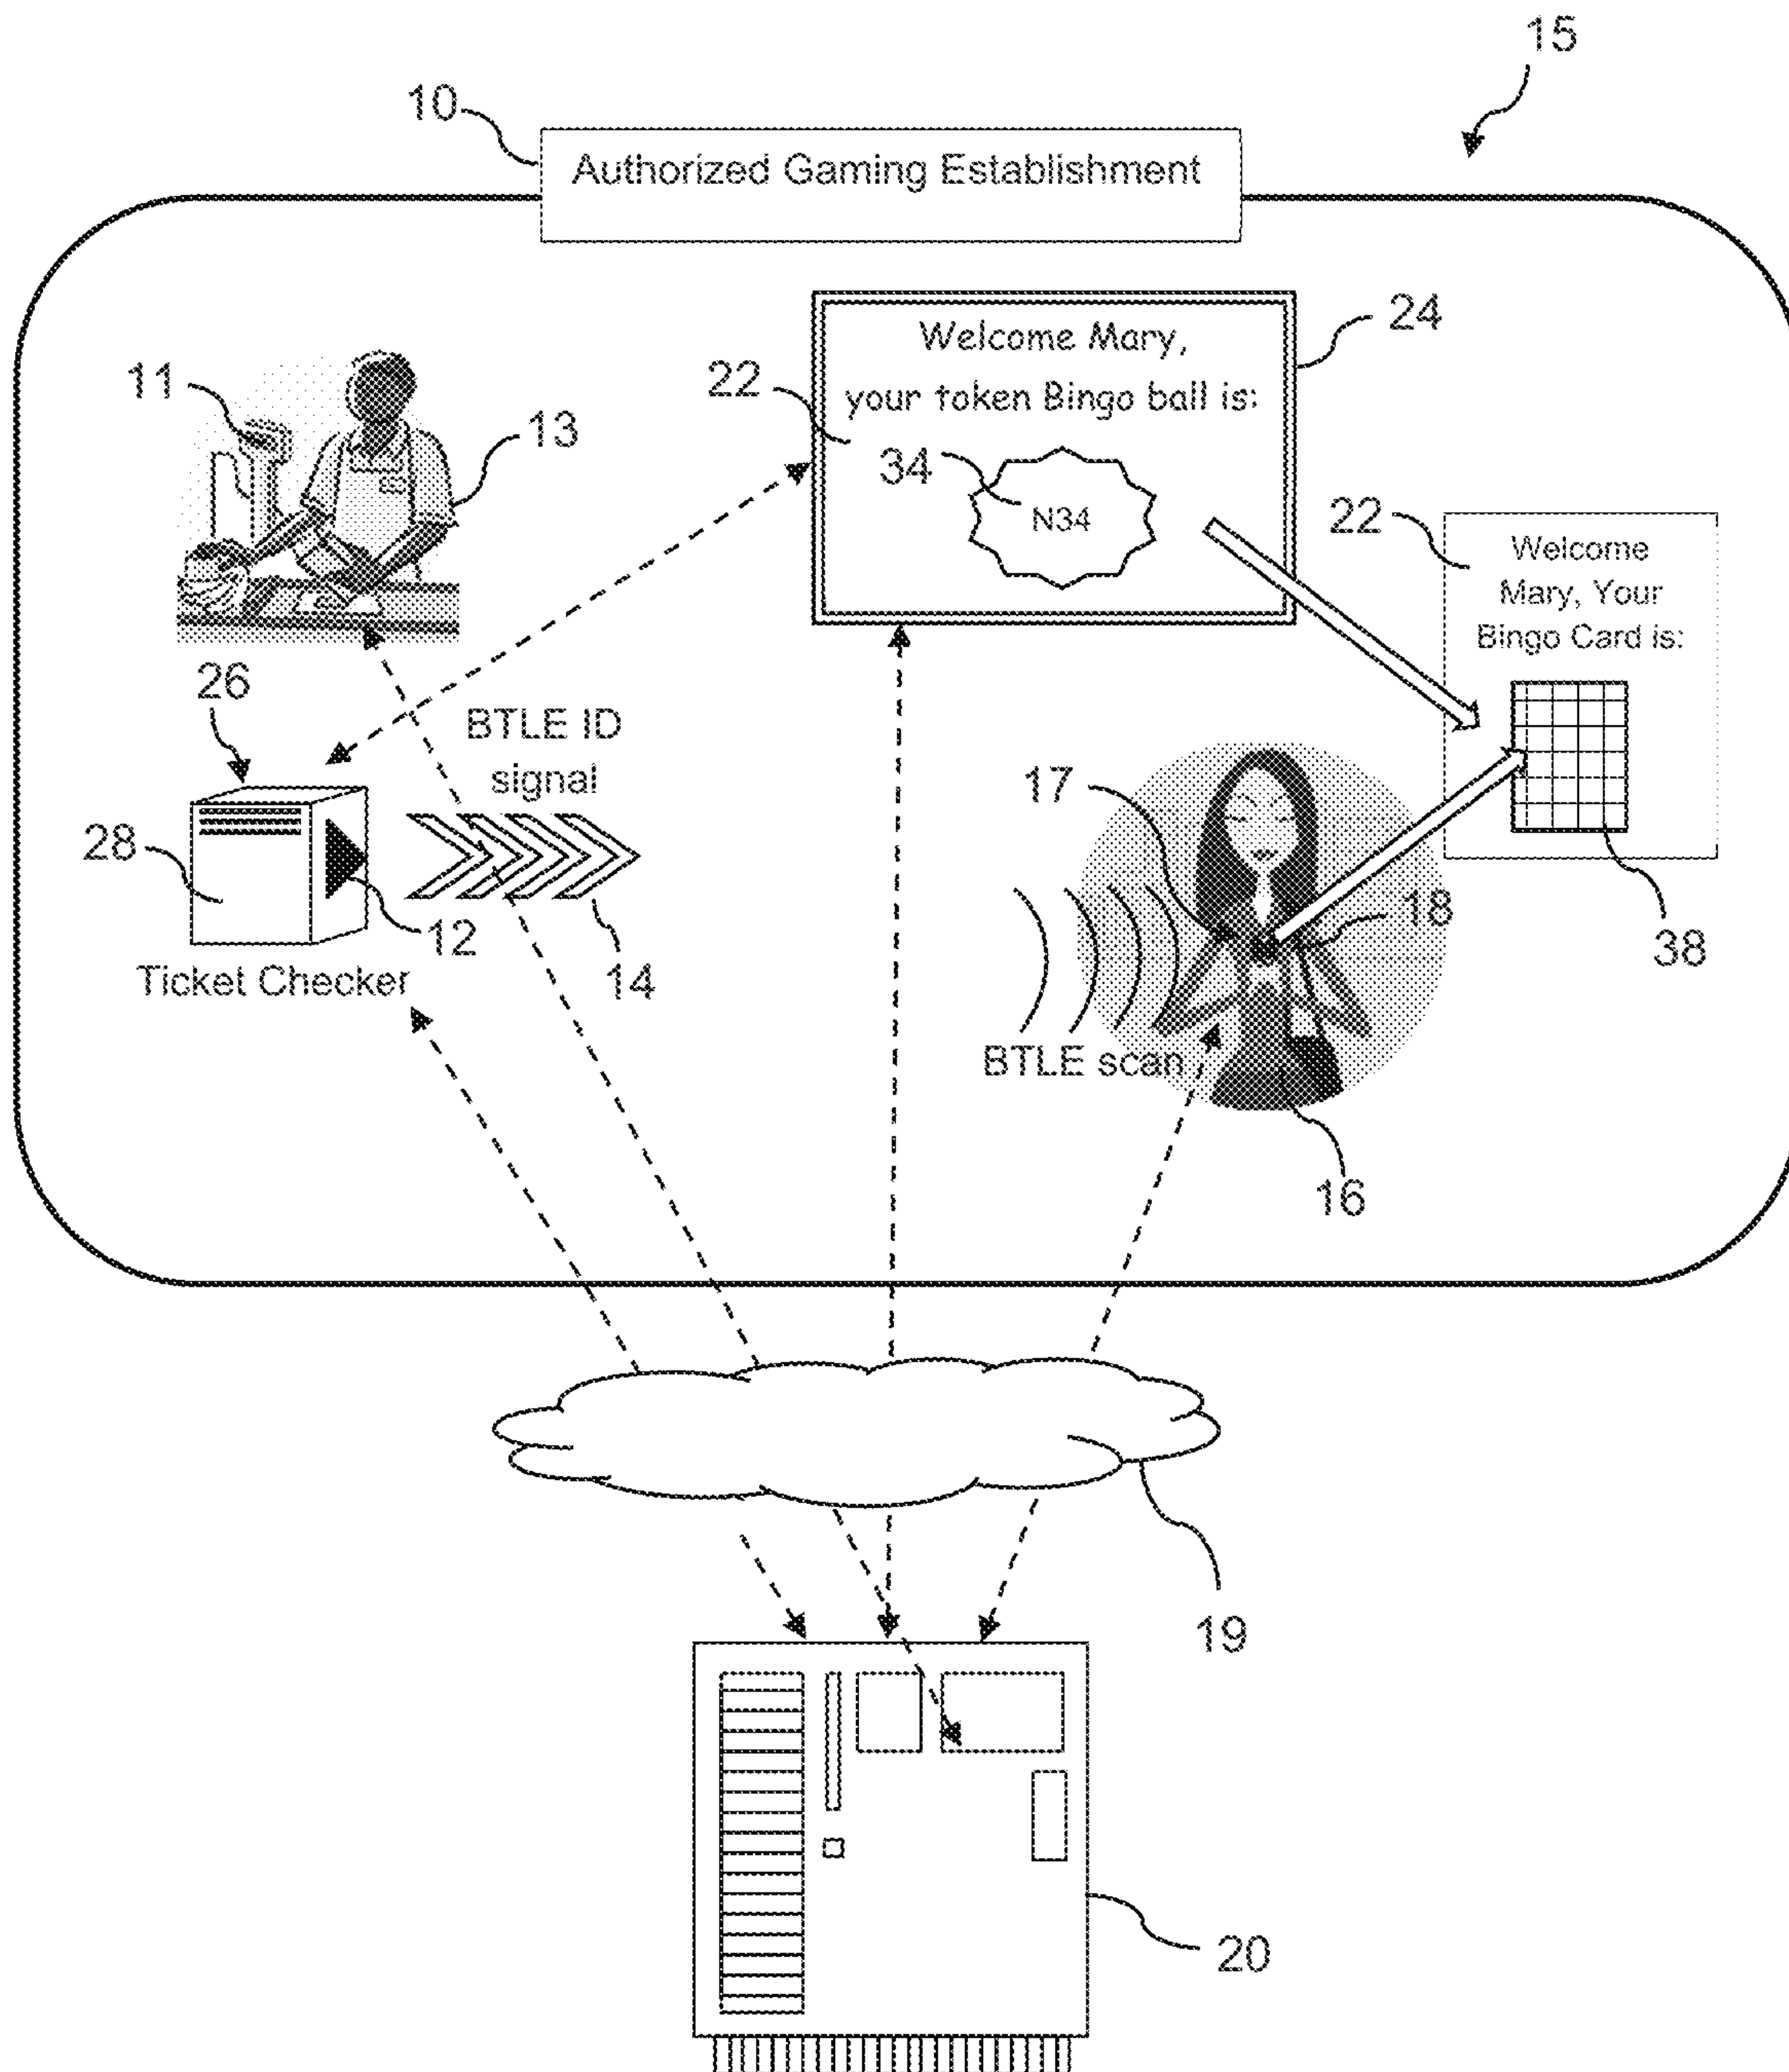 15
10
Authorized Gaming Establishment
24
Welcome Mary,
your token Bingo ball is:
22
34
N34
11
13
22
Welcome
Mary, Your
Bingo Card is:
26
BTLE ID
signal
28
12
14
Ticket Checker
17
18
38
BTLE scan
16
19
20